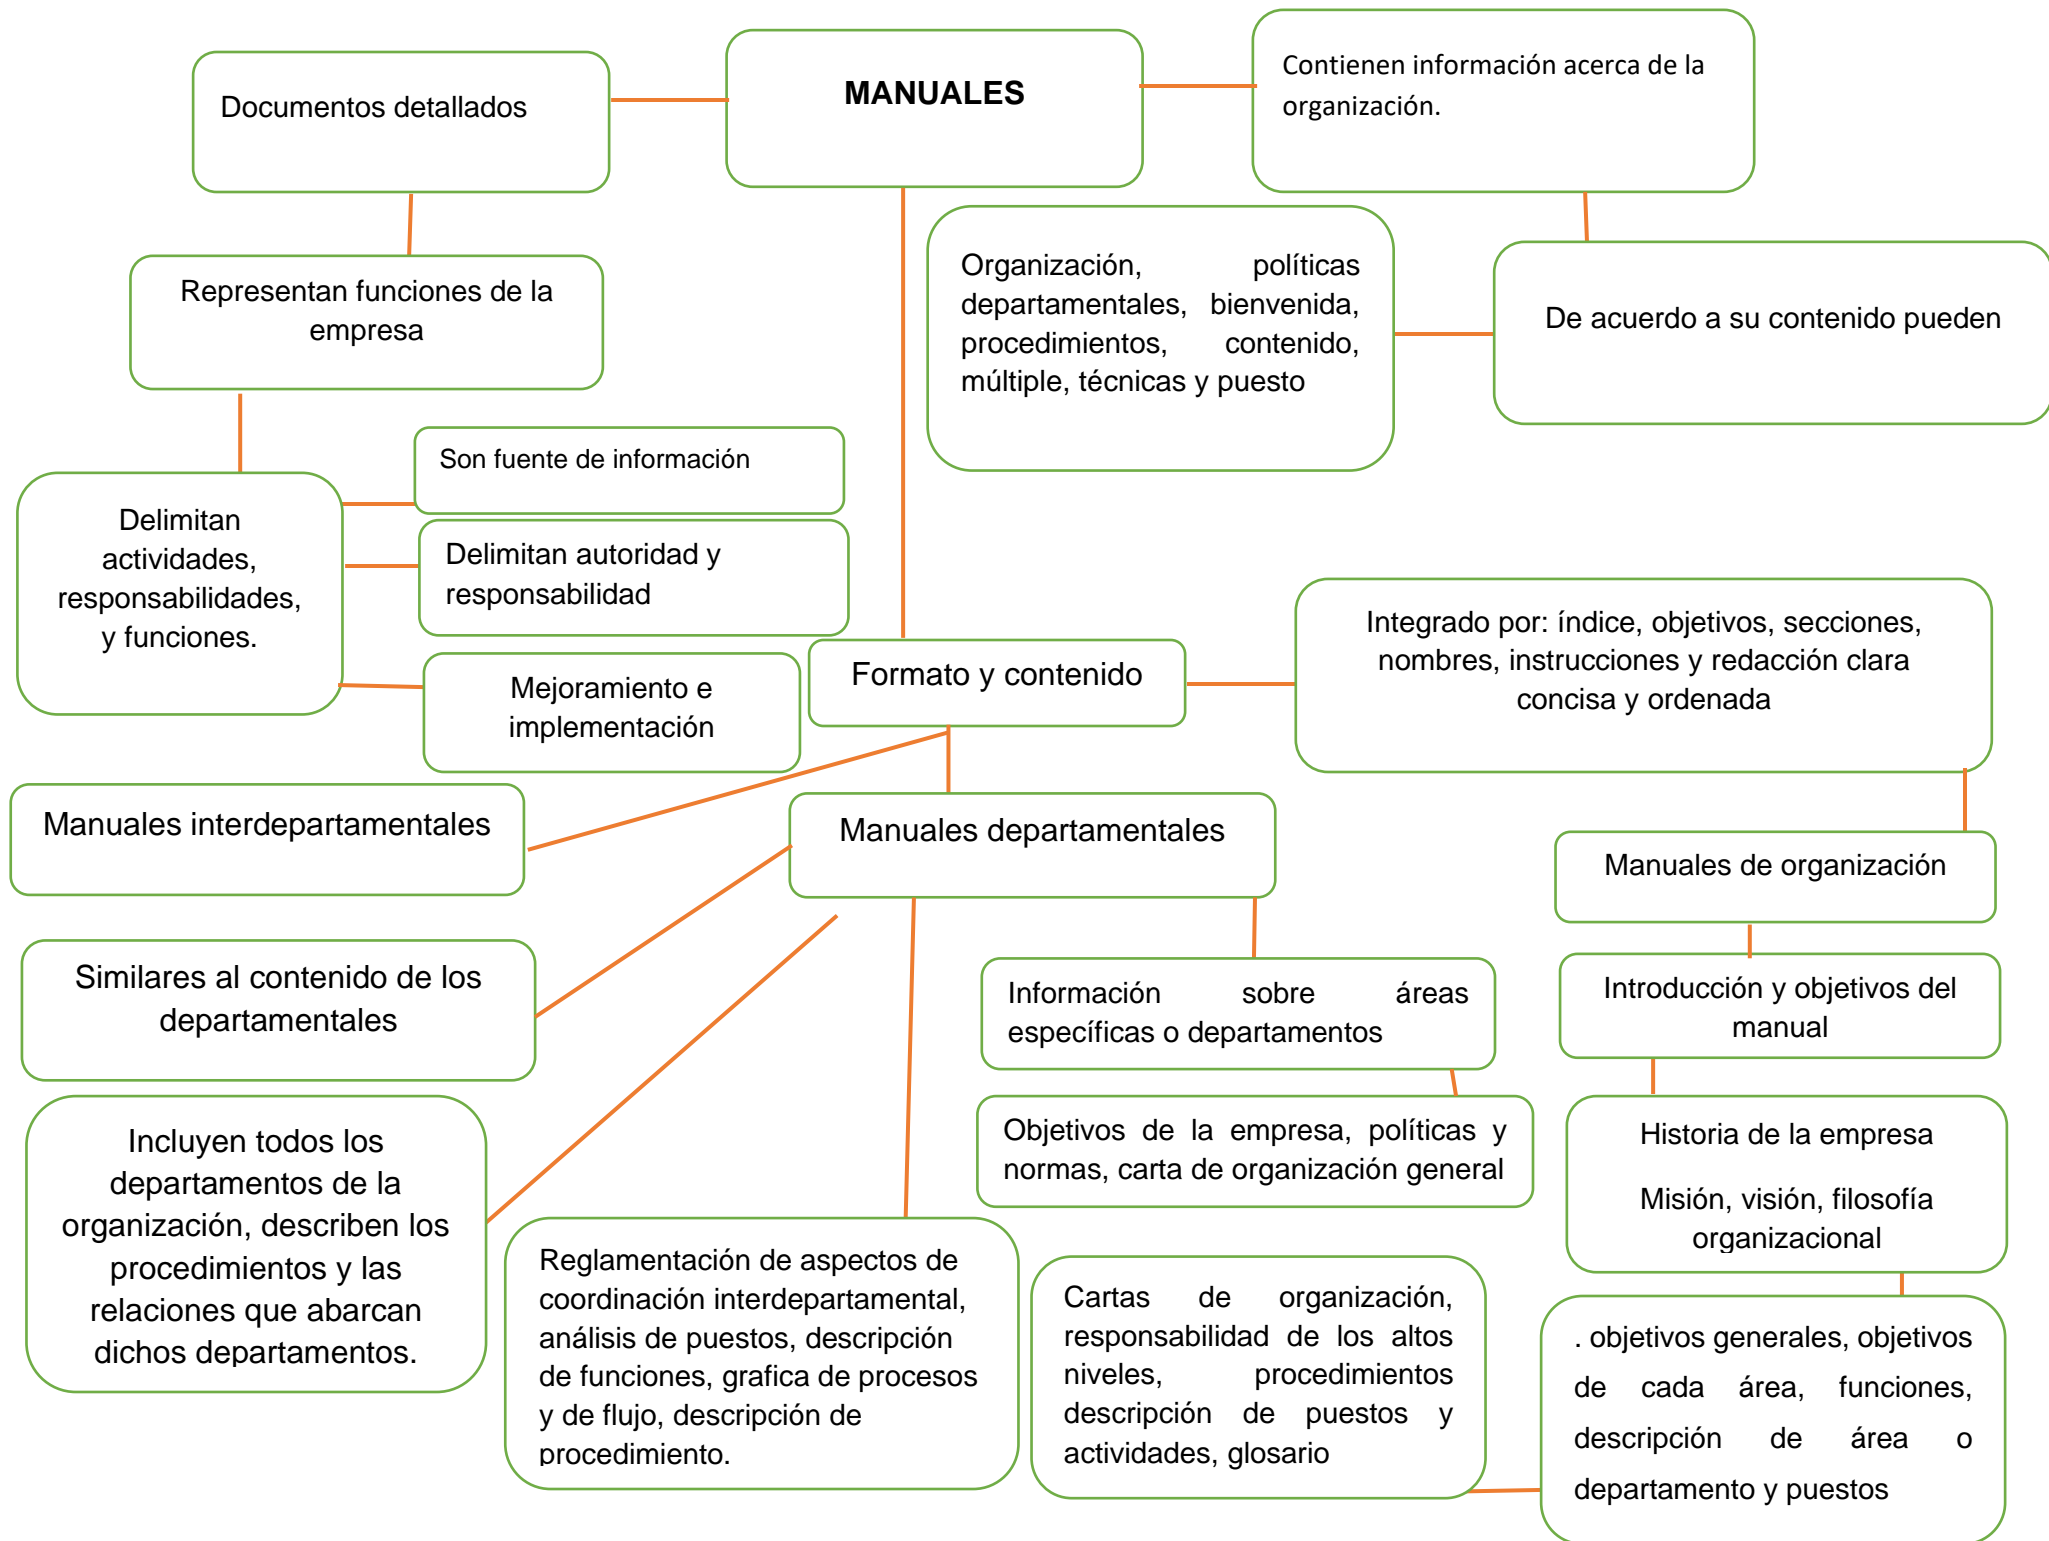 MANUALES
Documentos detallados
Contienen información acerca de la
organización.
Representan funciones de la
empresa
Organización, políticas
departamentales, bienvenida,
procedimientos, contenido,
múltiple, técnicas y puesto
De acuerdo a su contenido pueden
Son fuente de información
Delimitan
actividades,
responsabilidades,
y funciones.
Delimitan autoridad y
responsabilidad
Mejoramiento e
implementación
Formato y contenido
Integrado por: índice, objetivos, secciones,
nombres, instrucciones y redacción clara
concisa y ordenada
Manuales interdepartamentales
Manuales departamentales
Manuales de organización
Similares al contenido de los
departamentales
Información sobre áreas
específicas o departamentos
Introducción y objetivos del
manual
Incluyen todos los
departamentos de la
organización, describen los
procedimientos y las
relaciones que abarcan
dichos departamentos.
Objetivos de la empresa, políticas y
normas, carta de organización general
Historia de la empresa
Misión, visión, filosofía
organizacional
Reglamentación de aspectos de
coordinación interdepartamental,
análisis de puestos, descripción
de funciones, grafica de procesos
y de flujo, descripción de
procedimiento.
Cartas de organización,
responsabilidad de los altos
niveles, procedimientos
descripción de puestos y
actividades, glosario
. objetivos generales, objetivos
de cada área, funciones,
descripción de área o
departamento y puestos